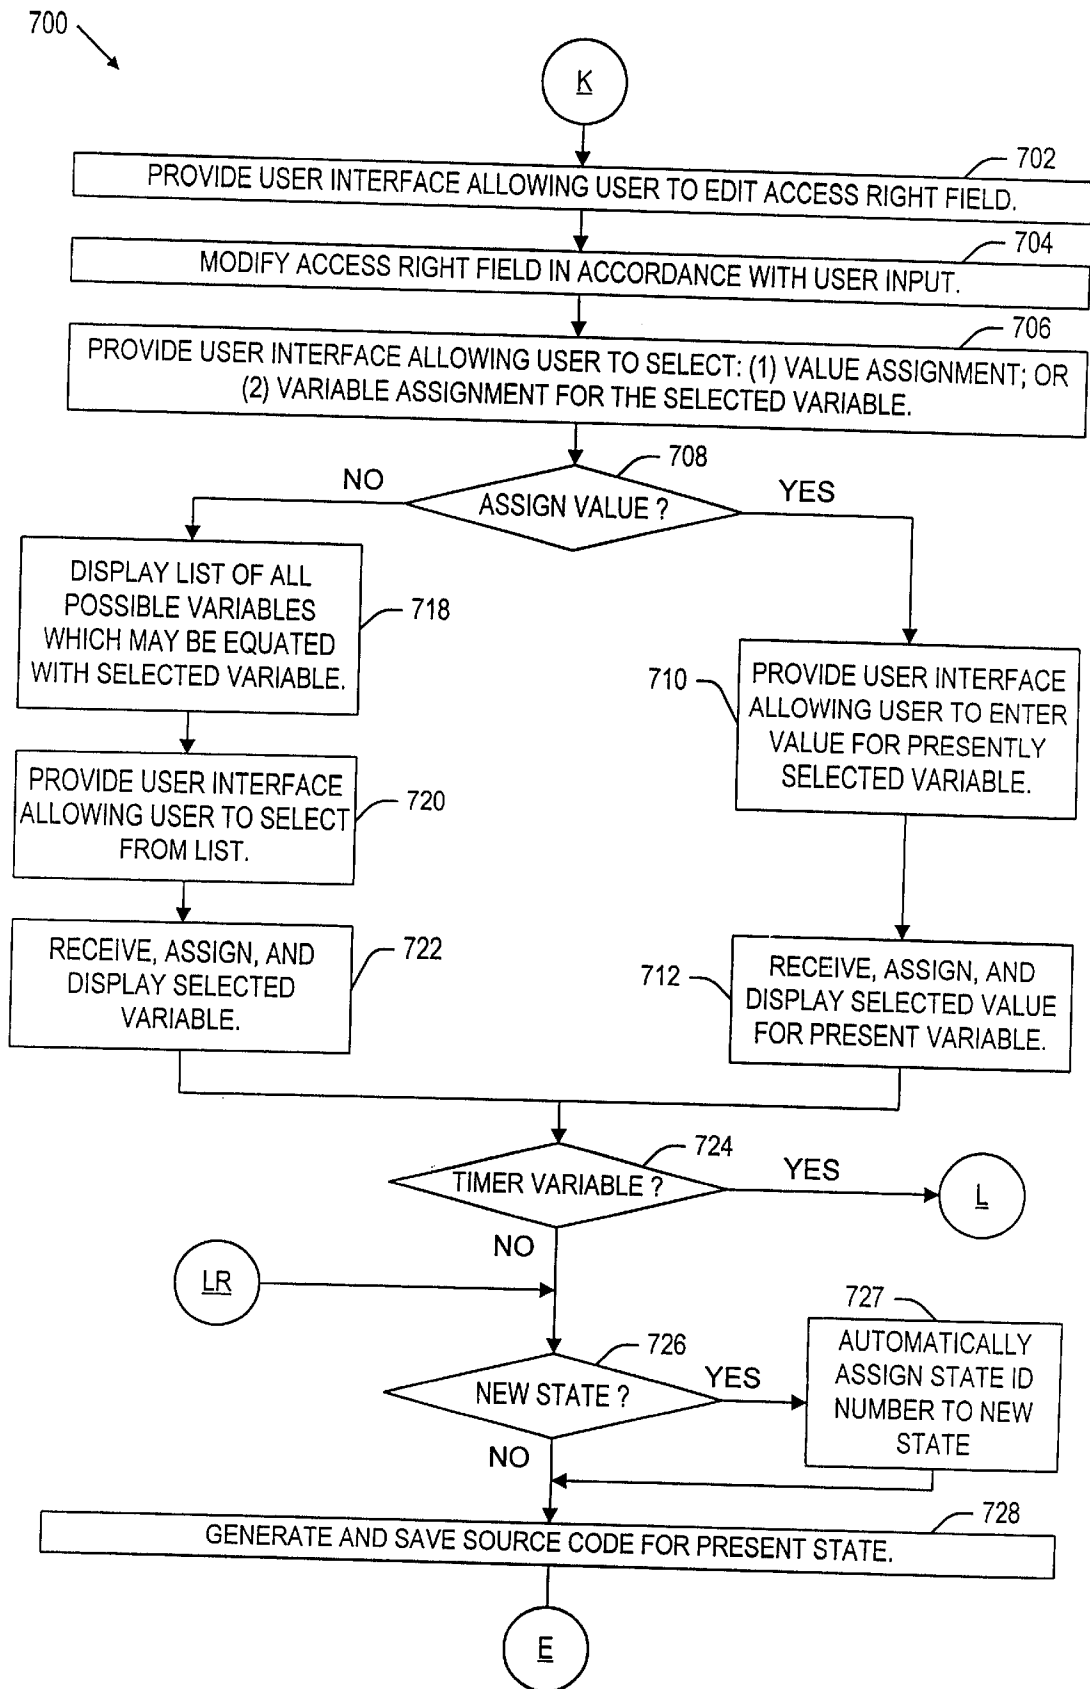 700
K
702
PROVIDE USER INTERFACE ALLOWING USER TO EDIT ACCESS RIGHT FIELD.
704
MODIFY ACCESS RIGHT FIELD IN ACCORDANCE WITH USER INPUT.
706
PROVIDE USER INTERFACE ALLOWING USER TO SELECT: (1) VALUE ASSIGNMENT; OR
(2) VARIABLE ASSIGNMENT FOR THE SELECTED VARIABLE.
708
NO
ASSIGN VALUE ?
YES
DISPLAY LIST OF ALL
POSSIBLE VARIABLES
WHICH MAY BE EQUATED
WITH SELECTED VARIABLE.
718
710
PROVIDE USER INTERFACE
ALLOWING USER TO ENTER
VALUE FOR PRESENTLY
SELECTED VARIABLE.
PROVIDE USER INTERFACE
ALLOWING USER TO SELECT
FROM LIST.
720
RECEIVE, ASSIGN, AND
DISPLAY SELECTED
VARIABLE.
722
712
RECEIVE, ASSIGN, AND
DISPLAY SELECTED VALUE
FOR PRESENT VARIABLE.
724
TIMER VARIABLE ?
YES
L
NO
LR
727
AUTOMATICALLY
ASSIGN STATE ID
NUMBER TO NEW
STATE
726
NEW STATE ?
YES
NO
728
GENERATE AND SAVE SOURCE CODE FOR PRESENT STATE.
E